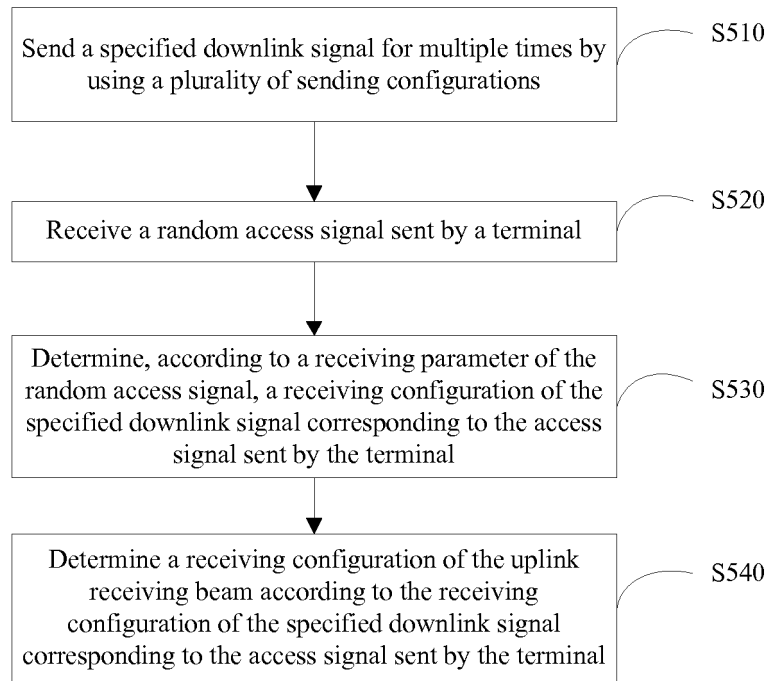 Send a specified downlink signal for multiple times by
using a plurality of sending configurations
S510
Receive a random access signal sent by a terminal
S520
Determine, according to a receiving parameter of the
random access signal, a receiving configuration of the
specified downlink signal corresponding to the access
signal sent by the terminal
S530
Determine a receiving configuration of the uplink
receiving beam according to the receiving
configuration of the specified downlink signal
corresponding to the access signal sent by the terminal
S540